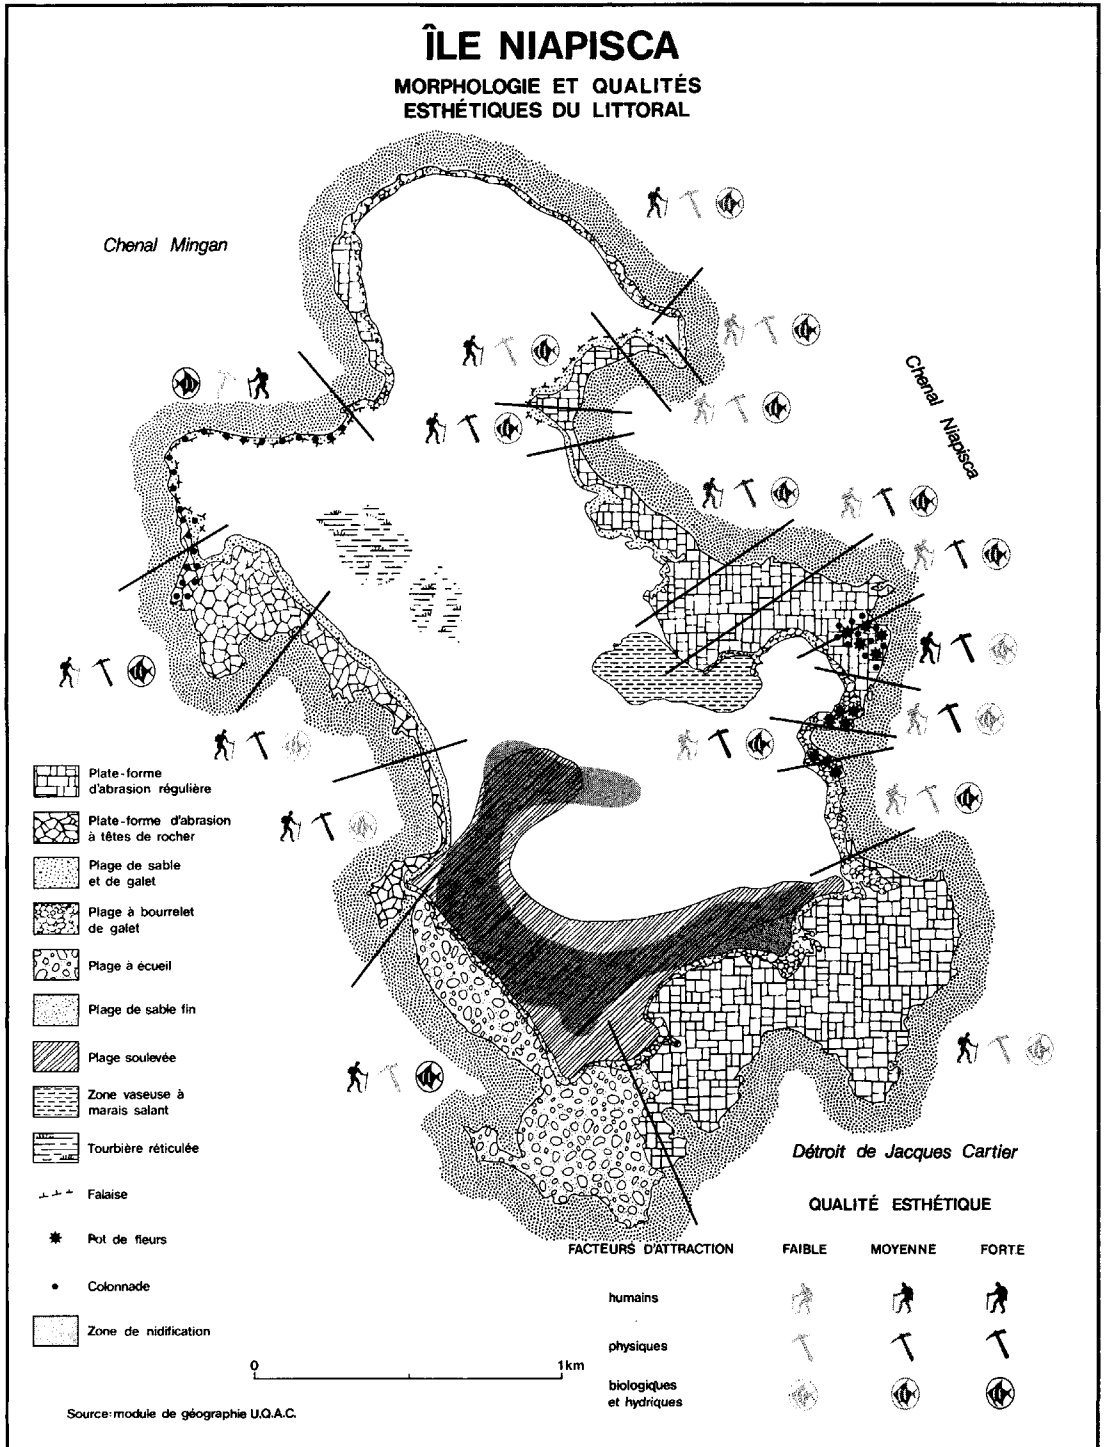 ÎLE NIAPISCA
MORPHOLOGIE ET QUALITÉS
ESTHÉTIQUES DU LITTORAL
Chenal Mingan
Chenal Niapisca
Plate-forme
d'abrasion régulière
Plate-forme d'abrasion
à têtes de rocher
Plage de sable
et de galet
Plage à bourrelet
de galet
Plage à écueil
Plage de sable fin
Plage soulevée
Zone vaseuse à
marais salant
Tourbière réticulée
Falaise
Pot de fleurs
Colonnade
Zone de nidification
0 1km
Source: module de géographie U.Q.A.C.
Détroit de Jacques Cartier
QUALITÉ ESTHÉTIQUE
FACTEURS D'ATTRACTION FAIBLE MOYENNE FORTE
humains
physiques
biologiques
et hydriques